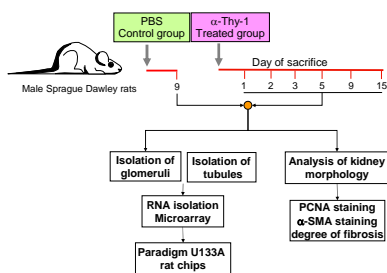 PBS
Control group
α-Thy-1
Treated group
Day of sacrifice
Male Sprague Dawley rats
9
1 2 3 5 9 15
Isolation of
glomeruli
Isolation of
tubules
Analysis of kidney
morphology
RNA isolation
Microarray
PCNA staining
α-SMA staining
degree of fibrosis
Paradigm U133A
rat chips